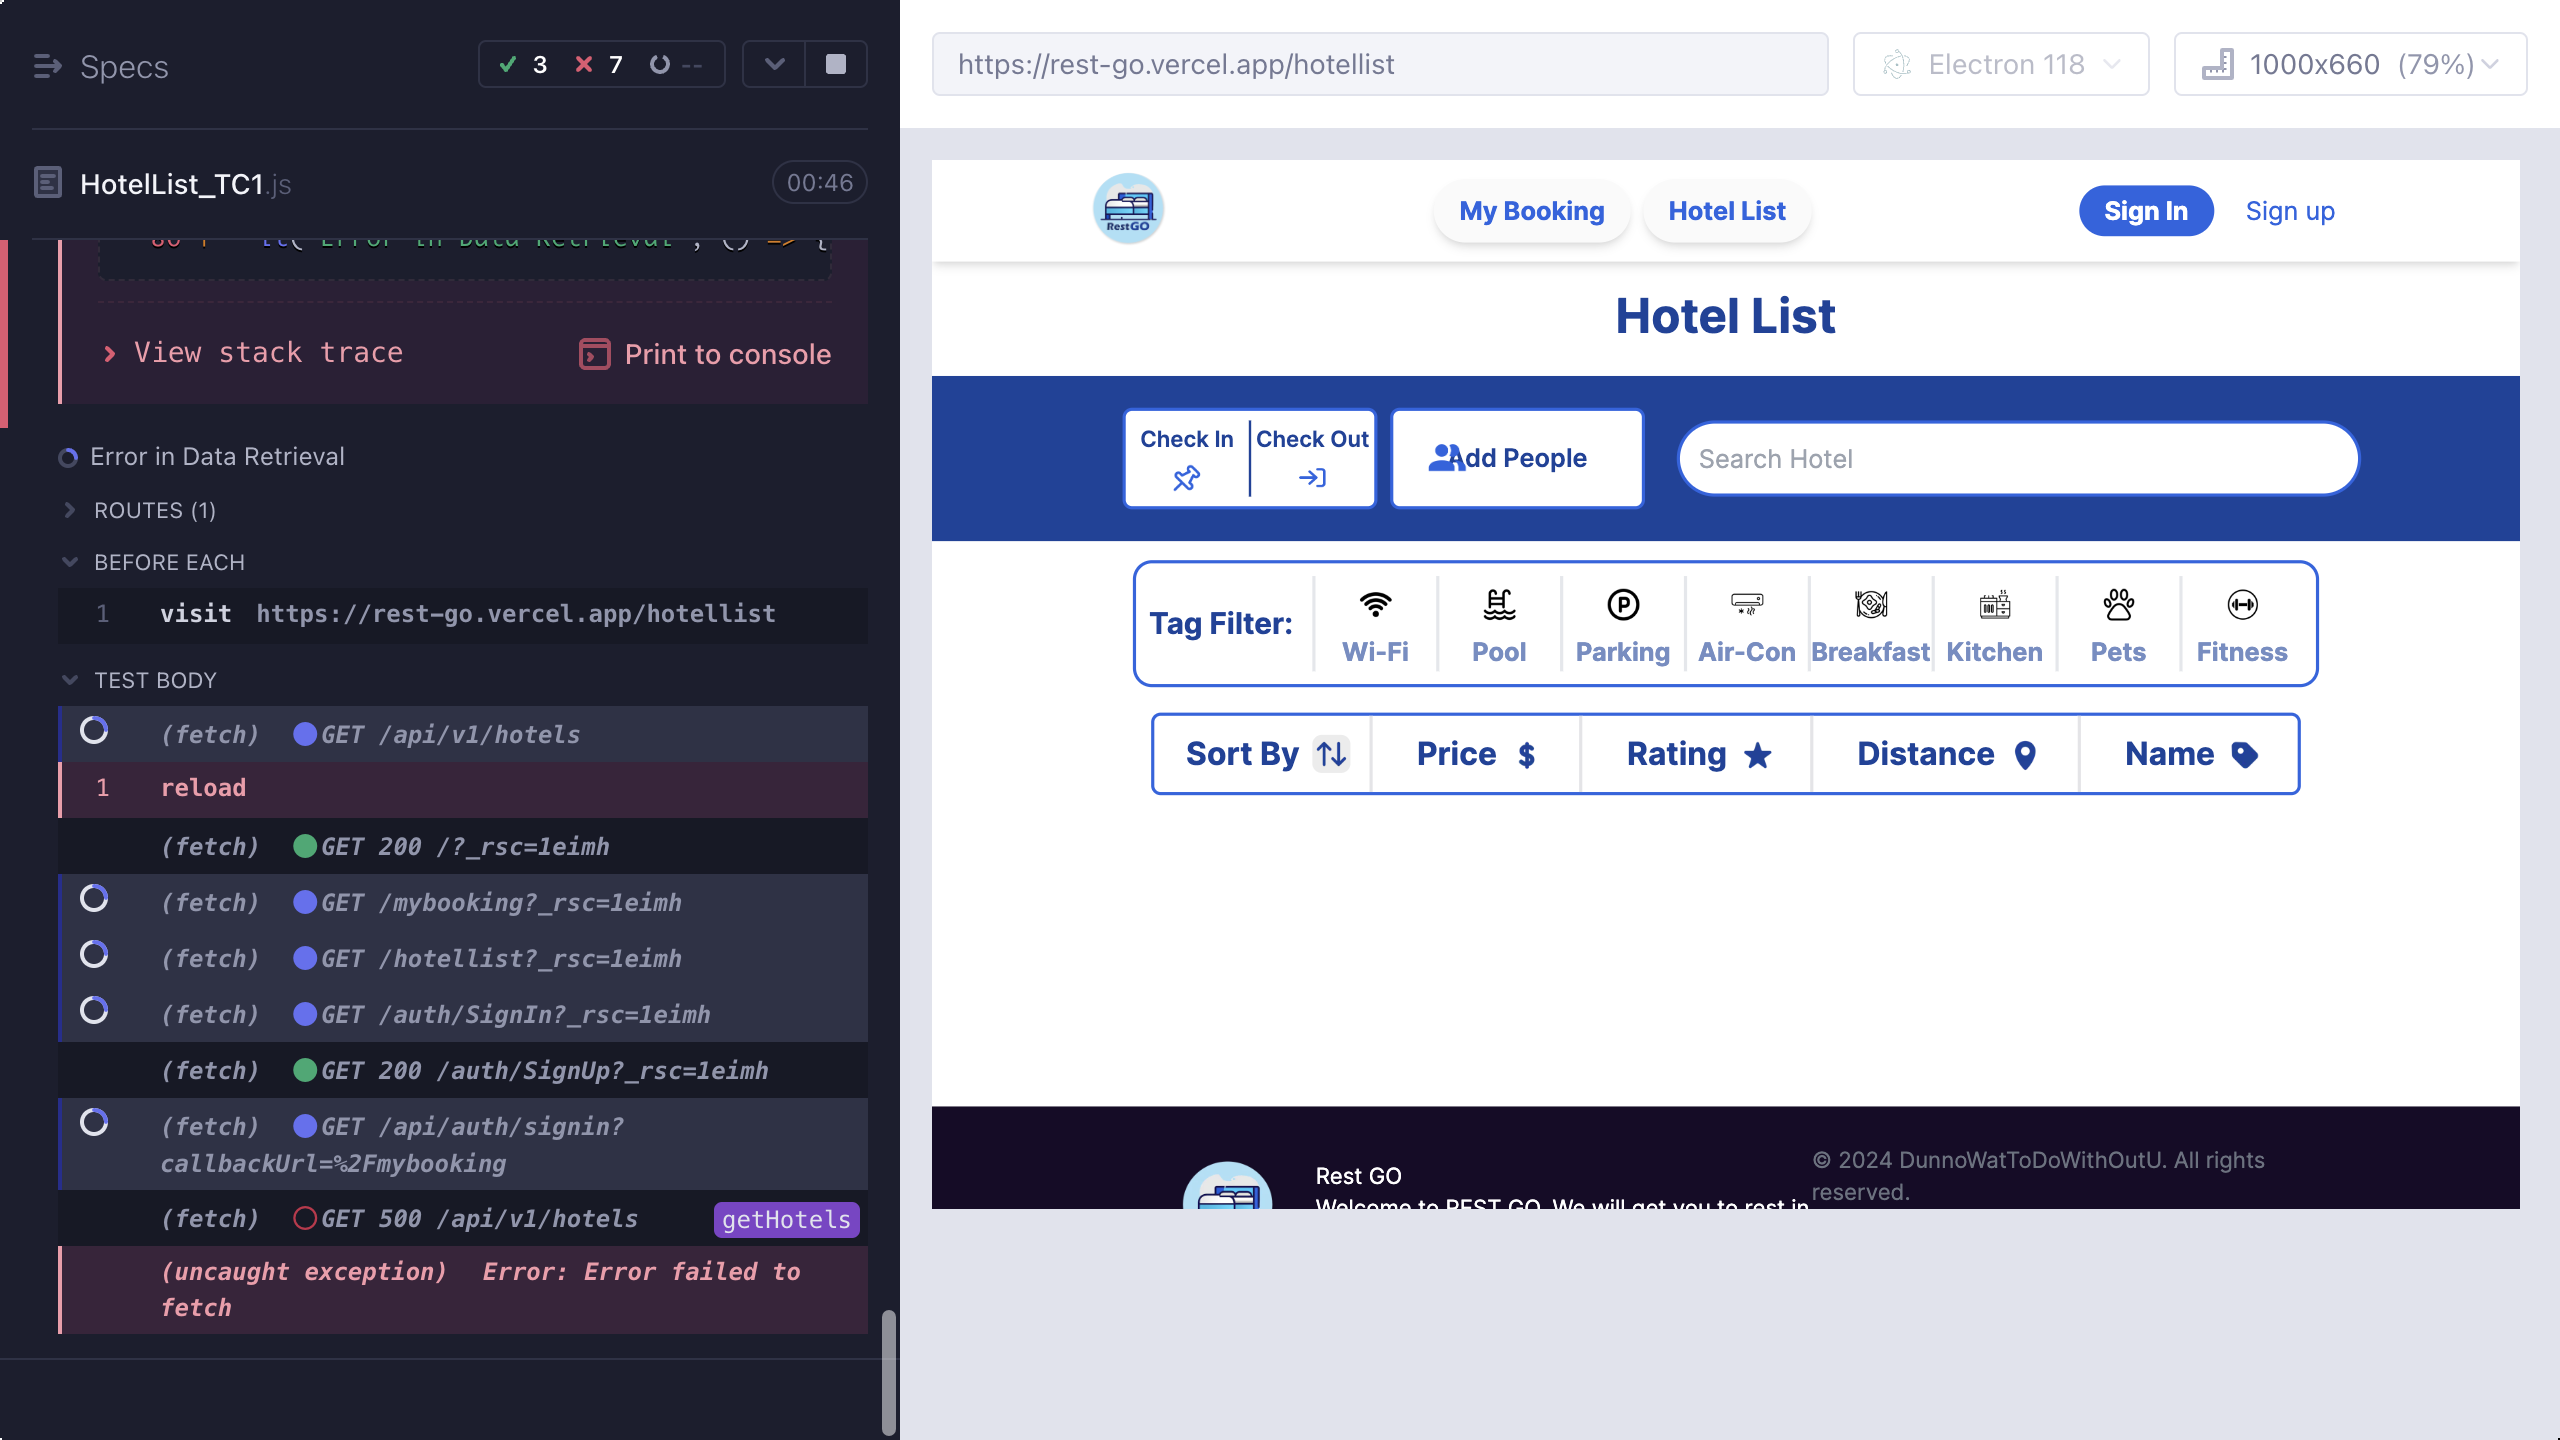 Specs
3 7 --
HotelList_TC1.js
00:46
80 | it('Error in Data Retrieval', () => {
View stack trace
Print to console
Error in Data Retrieval
ROUTES (1)
BEFORE EACH
1 visit https://rest-go.vercel.app/hotellist
TEST BODY
(fetch) GET /api/v1/hotels
1 reload
(fetch) GET 200 /?_rsc=1eimh
(fetch) GET /mybooking?_rsc=1eimh
(fetch) GET /hotellist?_rsc=1eimh
(fetch) GET /auth/SignIn?_rsc=1eimh
(fetch) GET 200 /auth/SignUp?_rsc=1eimh
(fetch) GET /api/auth/signin?
callbackUrl=%2Fmybooking
(fetch) GET 500 /api/v1/hotels getHotels
(uncaught exception) Error: Error failed to
fetch
https://rest-go.vercel.app/hotellist
Electron 118
1000x660 (79%)
RestGO
My Booking
Hotel List
Sign In
Sign up
Hotel List
Check In
Check Out
Add People
Search Hotel
Tag Filter:
Wi-Fi
Pool
Parking
Air-Con
Breakfast
Kitchen
Pets
Fitness
Sort By
Price
Rating
Distance
Name
Rest GO
Welcome to REST GO. We will get you to rest in
© 2024 DunnoWatToDoWithOutU. All rights
reserved.